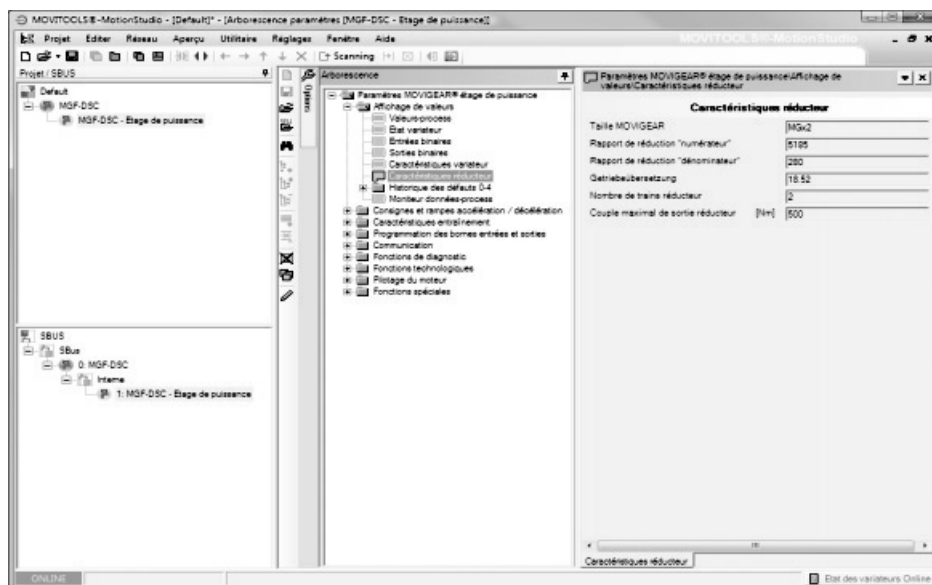 MOVITOOLS®-MotionStudio - [Default]* - [Arborescence paramètres [MGF-DSC - Etage de puissance]]
Projet Editer Réseau Aperçu Utilitaire Réglages Fenêtre Aide
MOVITOOLS®-MotionStudio
Scanning
Projet / SBUS
Default
MGF-DSC
MGF-DSC - Etage de puissance
SBUS
SBus
0: MGF-DSC
Interne
1: MGF-DSC - Etage de puissance
Options
Arborescence
Paramètres MOVIGEAR® étage de puissance
Affichage de valeurs
Valeurs-process
Etat variateur
Entrées binaires
Sorties binaires
Caractéristiques variateur
Caractéristiques réducteur
Historique des défauts 0-4
Moniteur données-process
Consignes et rampes accélération / décélération
Caractéristiques entraînement
Programmation des bornes entrées et sorties
Communication
Fonctions de diagnostic
Fonctions technologiques
Pilotage du moteur
Fonctions spéciales
Paramètres MOVIGEAR® étage de puissance\Affichage de
valeurs\Caractéristiques réducteur
Caractéristiques réducteur
Taille MOVIGEAR MGx2
Rapport de réduction "numérateur" 5185
Rapport de réduction "dénominateur" 280
Getriebeübersetzung 18.52
Nombre de trains réducteur 2
Couple maximal de sortie réducteur [Nm] 500
Caractéristiques réducteur
ONLINE
Etat des variateurs Online